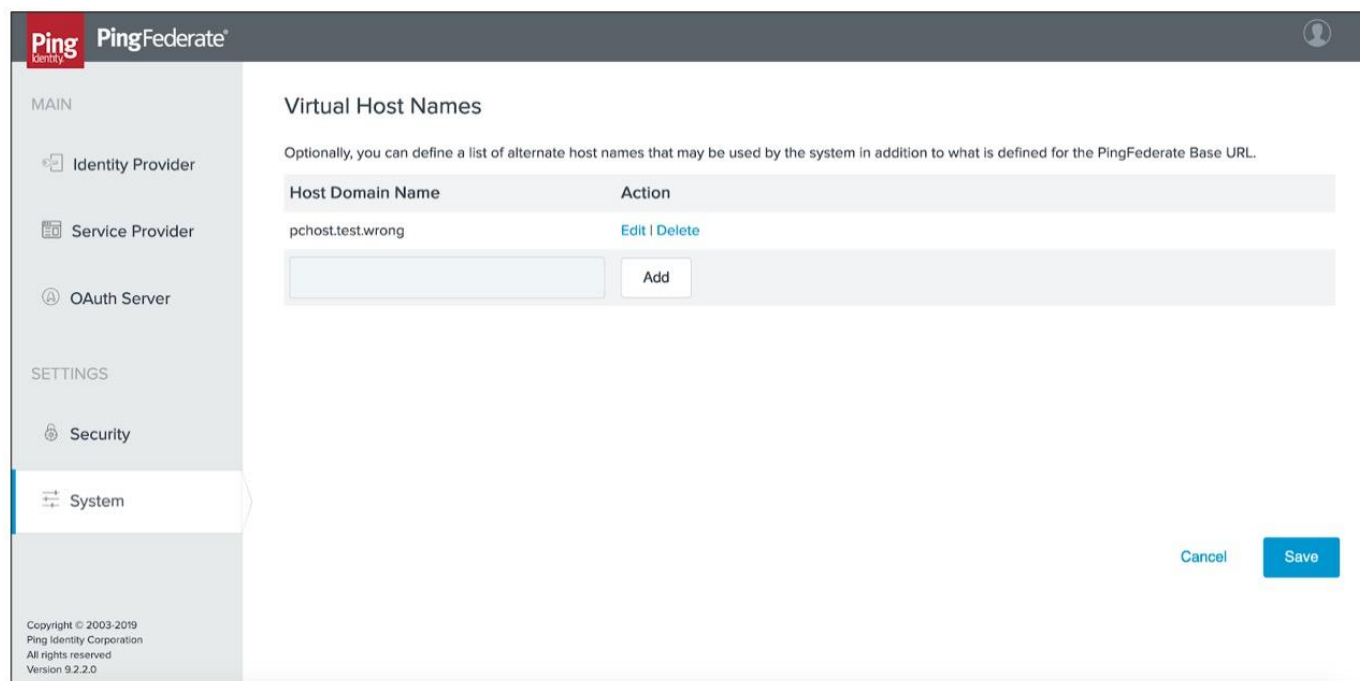 Ping
Identity.
PingFederate®
MAIN
Identity Provider
Service Provider
OAuth Server
SETTINGS
Security
System
Copyright © 2003-2019
Ping Identity Corporation
All rights reserved
Version 9.2.2.0
Virtual Host Names
Optionally, you can define a list of alternate host names that may be used by the system in addition to what is defined for the PingFederate Base URL.
Host Domain Name Action
pchost.test.wrong Edit | Delete
Add
Cancel Save